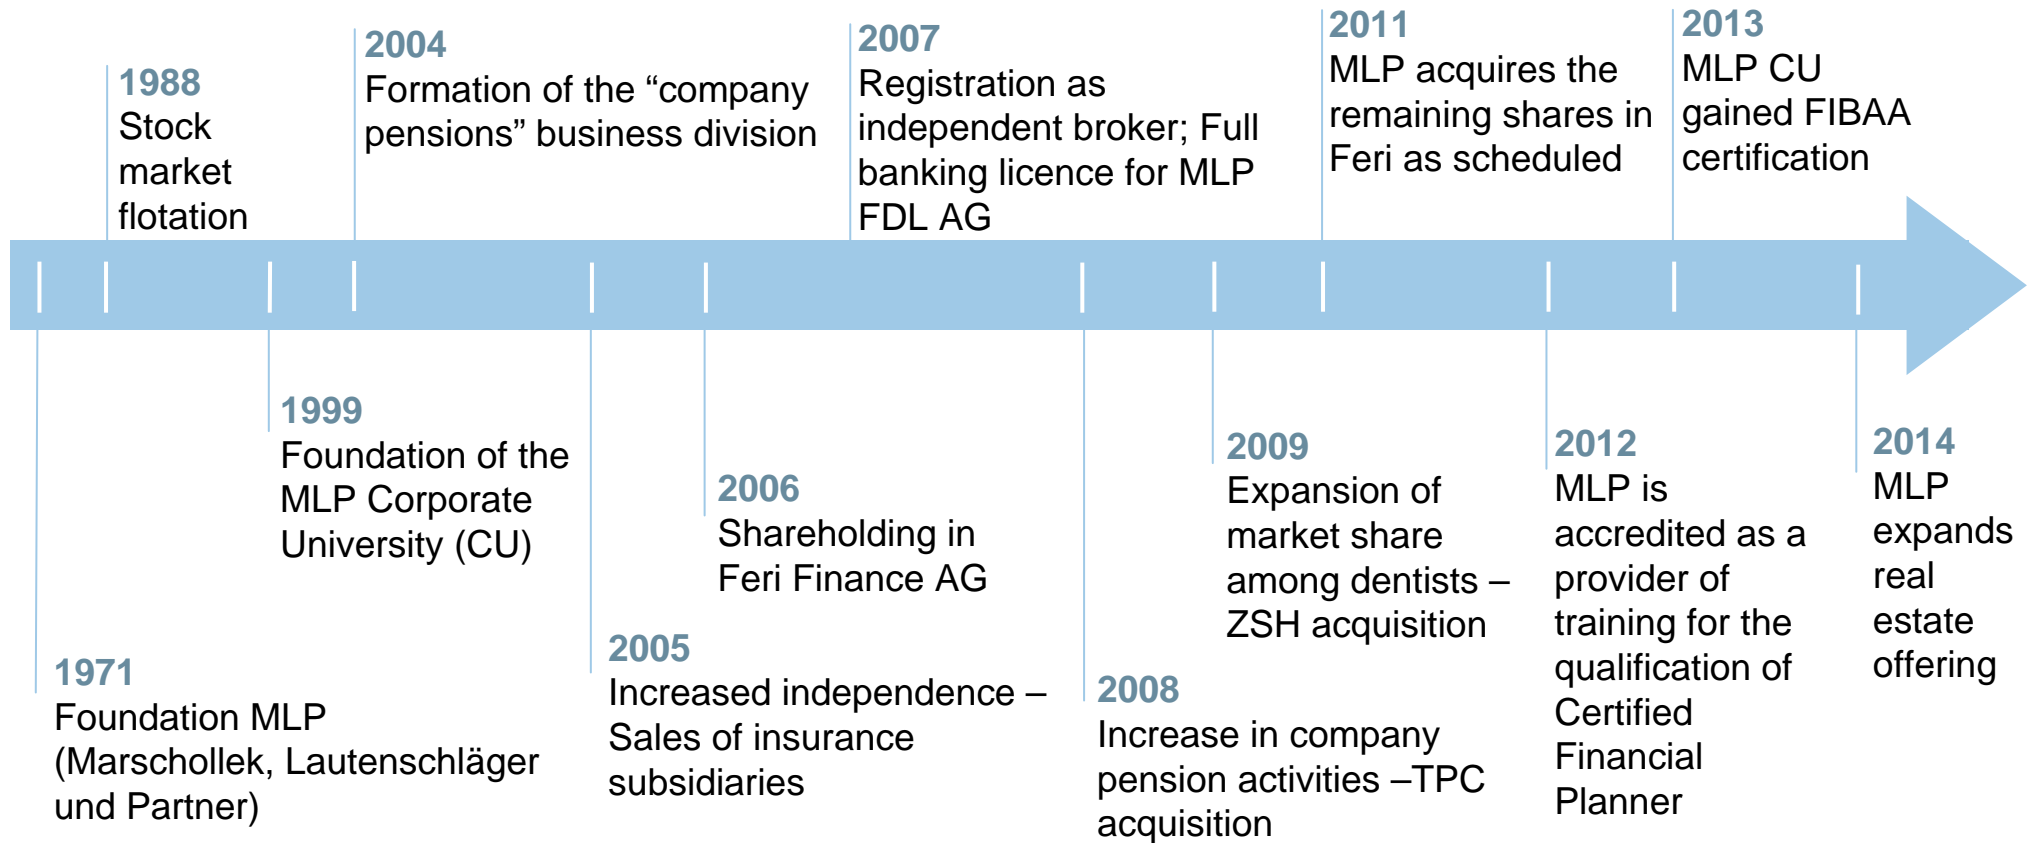 1988
Stock
market
flotation
2004
Formation of the “company
pensions” business division
2007
Registration as
independent broker; Full
banking licence for MLP
FDL AG
2011
MLP acquires the
remaining shares in
Feri as scheduled
2013
MLP CU
gained FIBAA
certification
1971
Foundation MLP
(Marschollek, Lautenschläger
und Partner)
1999
Foundation of the
MLP Corporate
University (CU)
2005
Increased independence –
Sales of insurance
subsidiaries
2006
Shareholding in
Feri Finance AG
2008
Increase in company
pension activities –TPC
acquisition
2009
Expansion of
market share
among dentists –
ZSH acquisition
2012
MLP is
accredited as a
provider of
training for the
qualification of
Certified
Financial
Planner
2014
MLP
expands
real
estate
offering